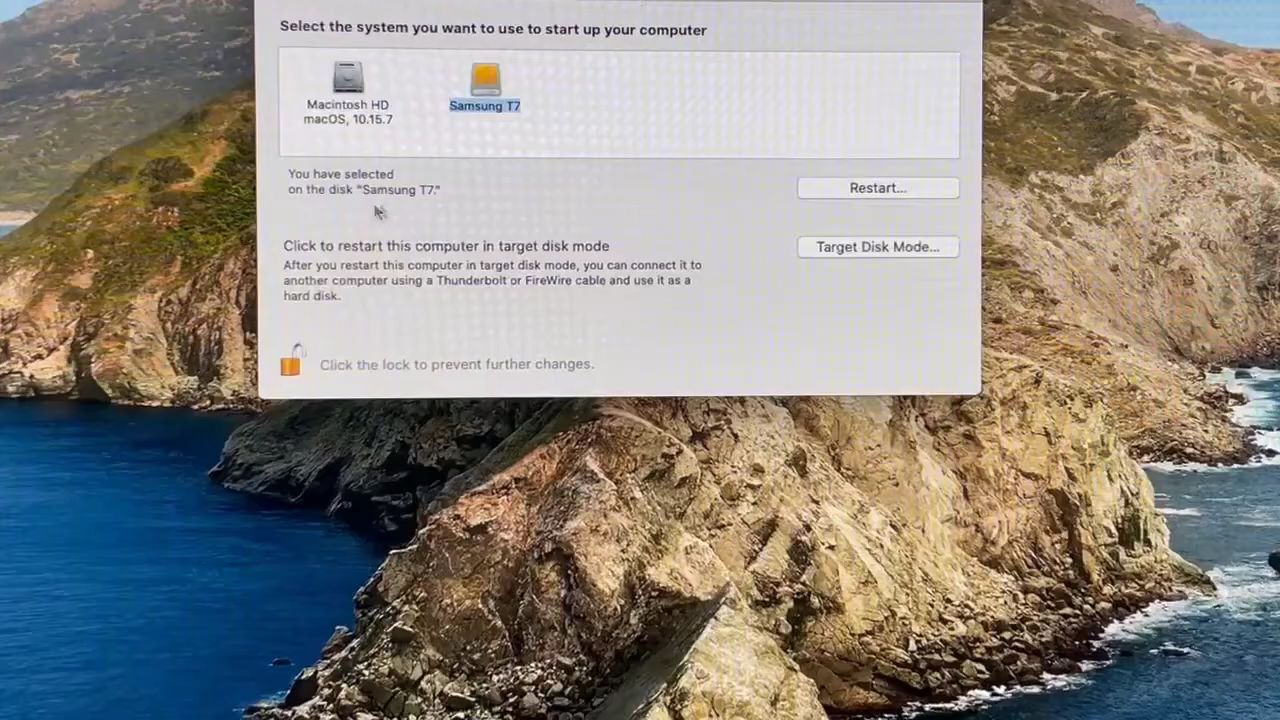 Select the system you want to use to start up your computer
Macintosh HD
macOS, 10.15.7
Samsung T7
You have selected
on the disk "Samsung T7."
Restart...
Click to restart this computer in target disk mode
Target Disk Mode...
After you restart this computer in target disk mode, you can connect it to
another computer using a Thunderbolt or FireWire cable and use it as a
hard disk.
Click the lock to prevent further changes.